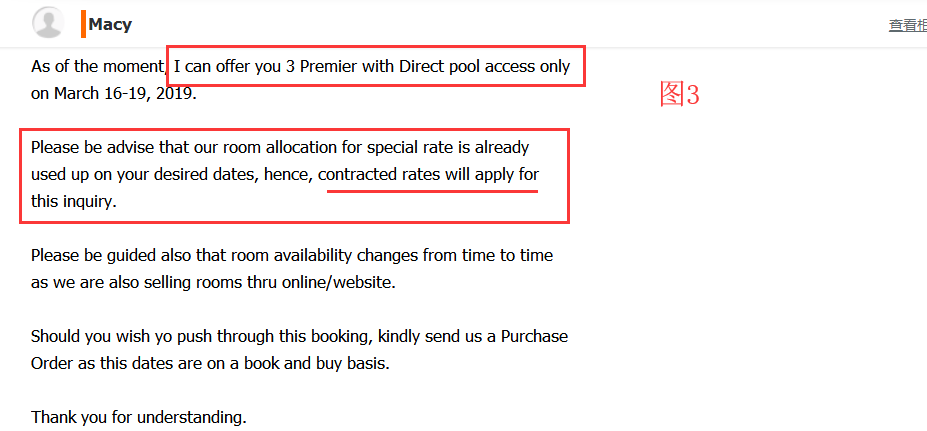 Macy
查看相
As of the moment, I can offer you 3 Premier with Direct pool access only
on March 16-19, 2019.
图3
Please be advise that our room allocation for special rate is already
used up on your desired dates, hence, contracted rates will apply for
this inquiry.
Please be guided also that room availability changes from time to time
as we are also selling rooms thru online/website.
Should you wish yo push through this booking, kindly send us a Purchase
Order as this dates are on a book and buy basis.
Thank you for understanding.